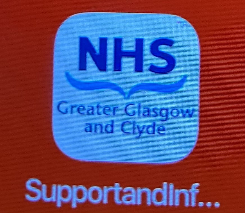 NHS
Greater Glasgow
and Clyde
SupportandInf...